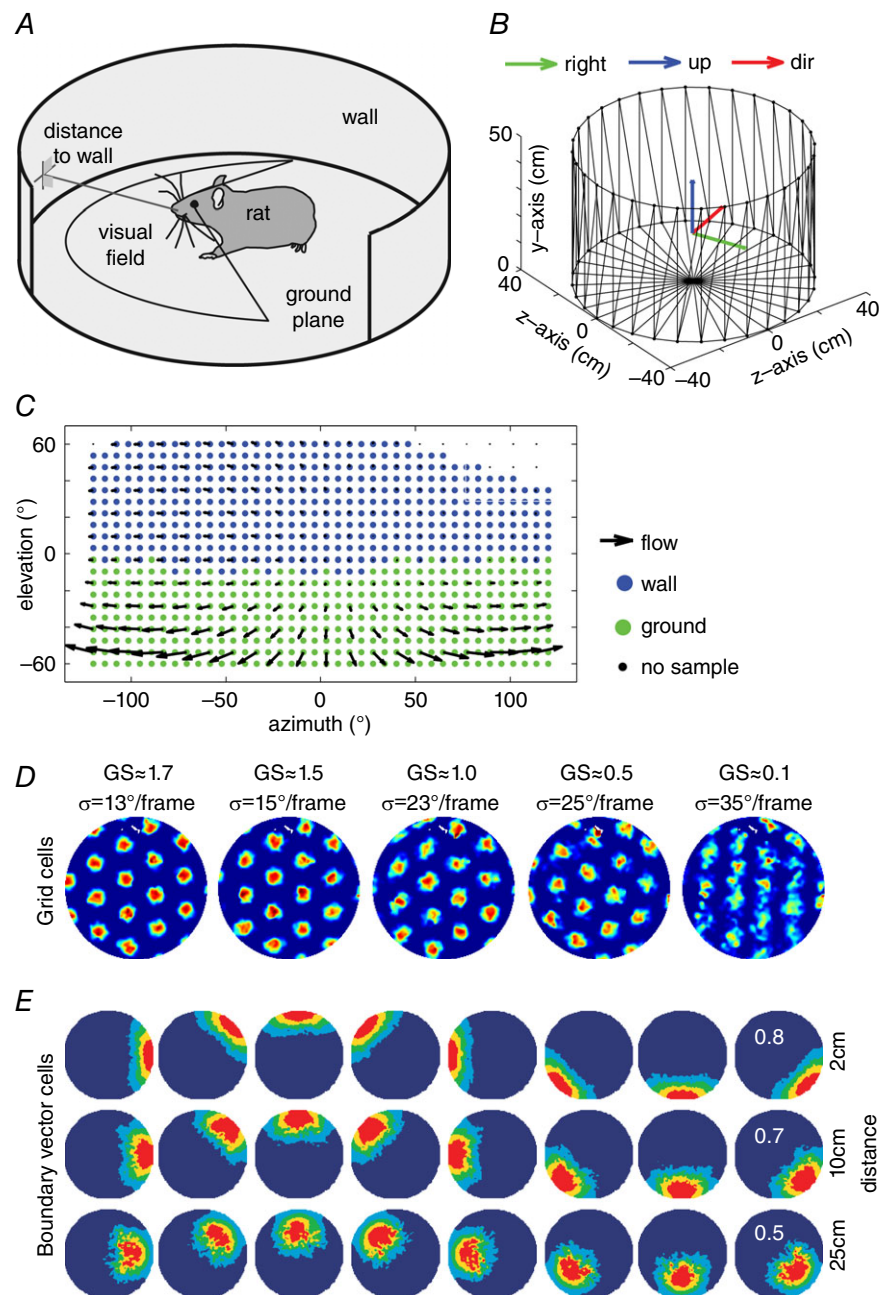 A
wall
distance
to wall
rat
visual
field
ground
plane
B
right up dir
50
y−axis (cm)
0
40
z−axis (cm)
0
−40
40
0
−40
z−axis (cm)
C
60
0
−60
elevation (°)
−100 −50 0 50 100
azimuth (°)
flow
wall
ground
no sample
D
GS≈1.7 GS≈1.5 GS≈1.0 GS≈0.5 GS≈0.1
σ=13°/frame σ=15°/frame σ=23°/frame σ=25°/frame σ=35°/frame
Grid cells
E
Boundary vector cells
0.8
2cm
0.7
10cm
0.5
25cm
distance